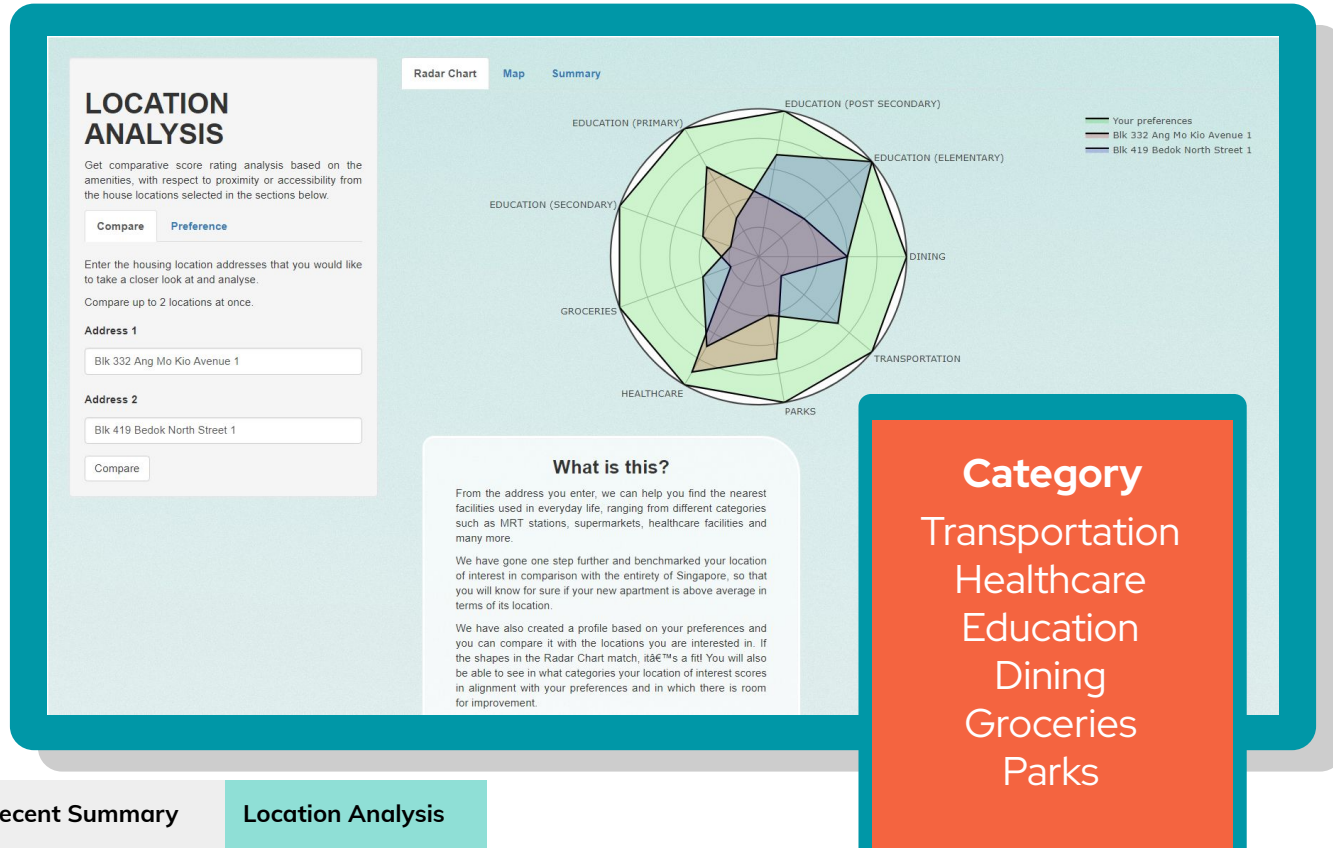 LOCATION
ANALYSIS
Get comparative score rating analysis based on the
amenities, with respect to proximity or accessibility from
the house locations selected in the sections below.
Compare Preference
Enter the housing location addresses that you would like
to take a closer look at and analyse.
Compare up to 2 locations at once.
Address 1
Blk 332 Ang Mo Kio Avenue 1
Address 2
Blk 419 Bedok North Street 1
Compare
Radar Chart Map Summary
EDUCATION (POST SECONDARY)
EDUCATION (PRIMARY)
EDUCATION (ELEMENTARY)
EDUCATION (SECONDARY)
DINING
GROCERIES
TRANSPORTATION
HEALTHCARE
PARKS
Your preferences
Blk 332 Ang Mo Kio Avenue 1
Blk 419 Bedok North Street 1
What is this?
From the address you enter, we can help you find the nearest
facilities used in everyday life, ranging from different categories
such as MRT stations, supermarkets, healthcare facilities and
many more.
We have gone one step further and benchmarked your location
of interest in comparison with the entirety of Singapore, so that
you will know for sure if your new apartment is above average in
terms of its location.
We have also created a profile based on your preferences and
you can compare it with the locations you are interested in. If
the shapes in the Radar Chart match, itâ€™s a fit! You will also
be able to see in what categories your location of interest scores
in alignment with your preferences and in which there is room
for improvement.
Category
Transportation
Healthcare
Education
Dining
Groceries
Parks
ecent Summary
Location Analysis